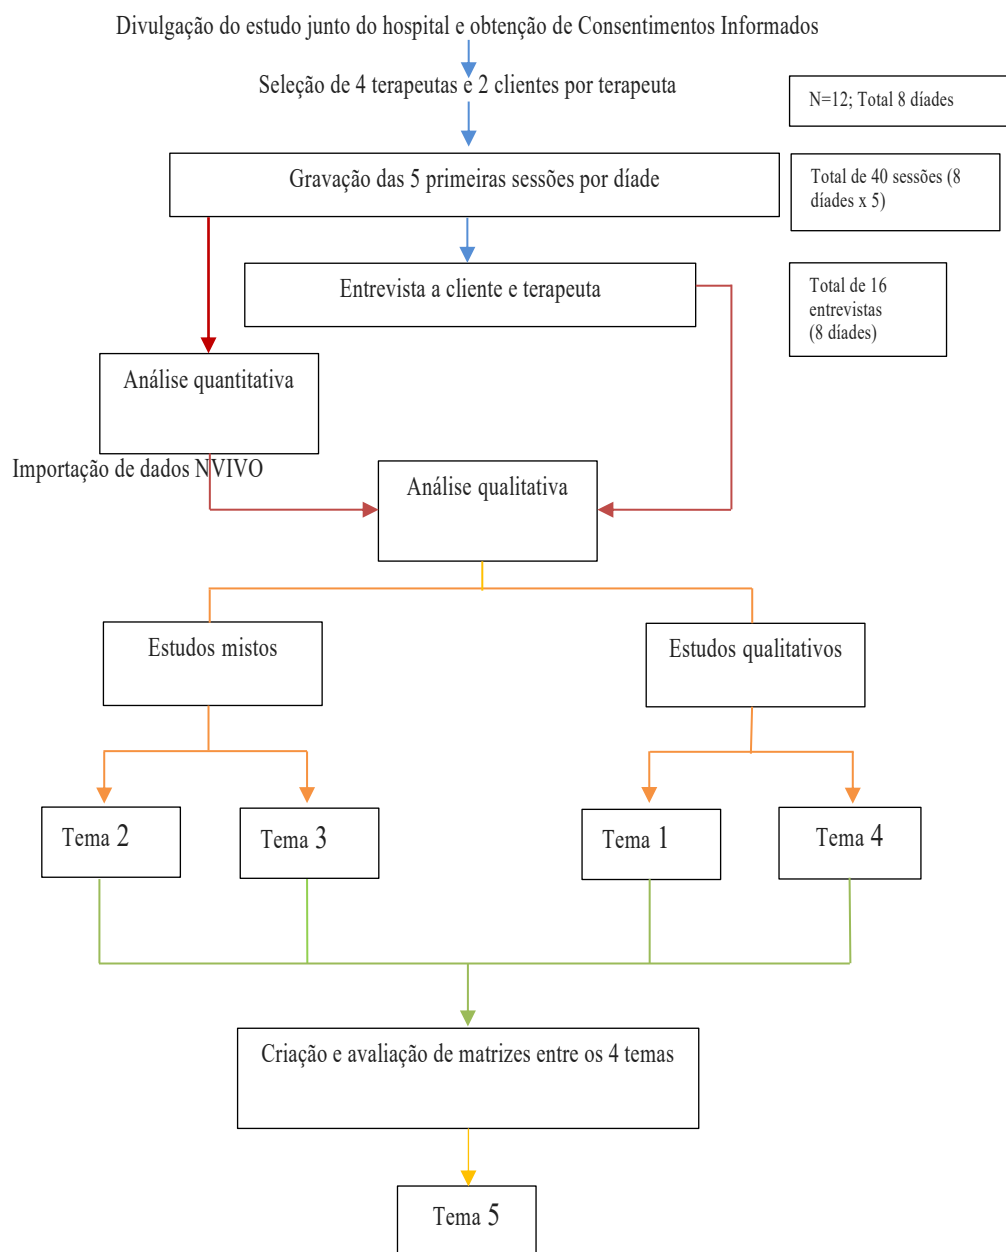 Divulgação do estudo junto do hospital e obtenção de Consentimentos Informados
Seleção de 4 terapeutas e 2 clientes por terapeuta
N=12; Total 8 díades
Gravação das 5 primeiras sessões por díade
Total de 40 sessões (8
díades x 5)
Entrevista a cliente e terapeuta
Total de 16
entrevistas
(8 díades)
Análise quantitativa
Importação de dados NVIVO
Análise qualitativa
Estudos mistos
Estudos qualitativos
Tema 2
Tema 3
Tema 1
Tema 4
Criação e avaliação de matrizes entre os 4 temas
Tema 5